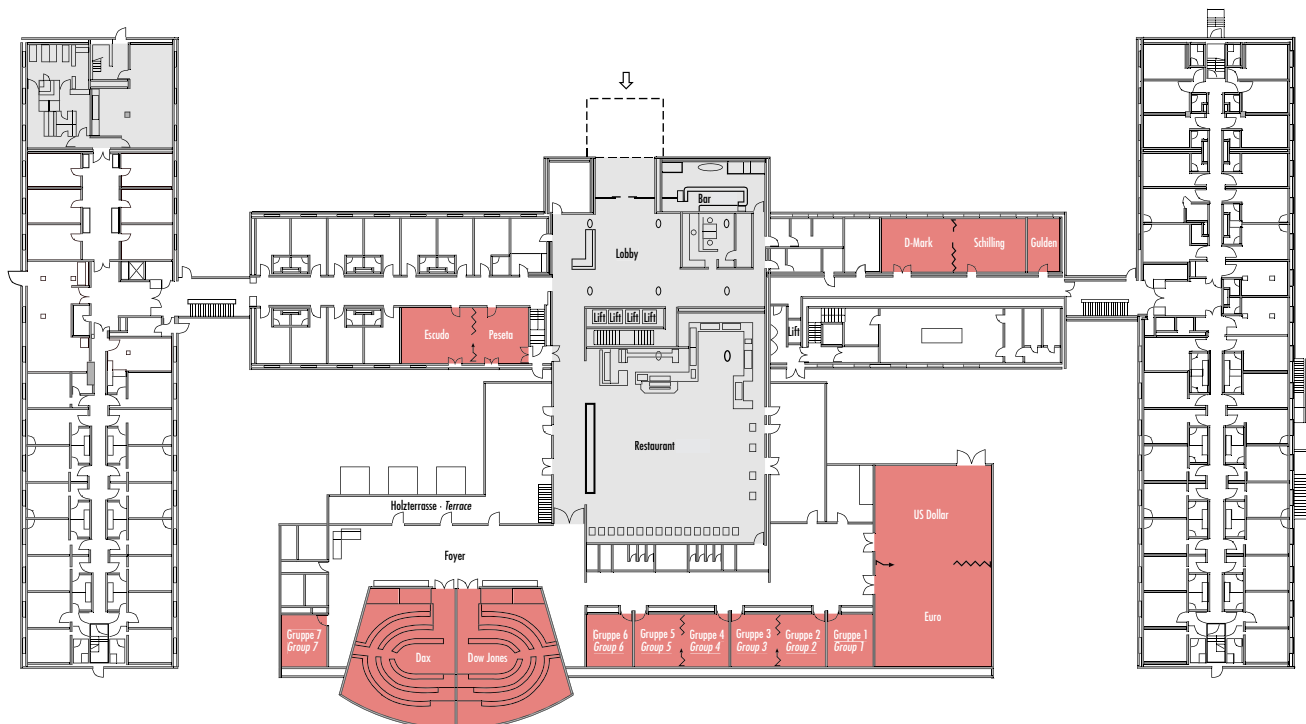 Bar
D-Mark
Schilling
Gulden
Lobby
Lift
Lift
Lift
Lift
Lift
Escudo
Peseta
Restaurant
Holzterrasse · Terrace
US Dollar
Foyer
Euro
Gruppe 7
Group 7
Dax
Dow Jones
Gruppe 6
Group 6
Gruppe 5
Group 5
Gruppe 4
Group 4
Gruppe 3
Group 3
Gruppe 2
Group 2
Gruppe 1
Group 1